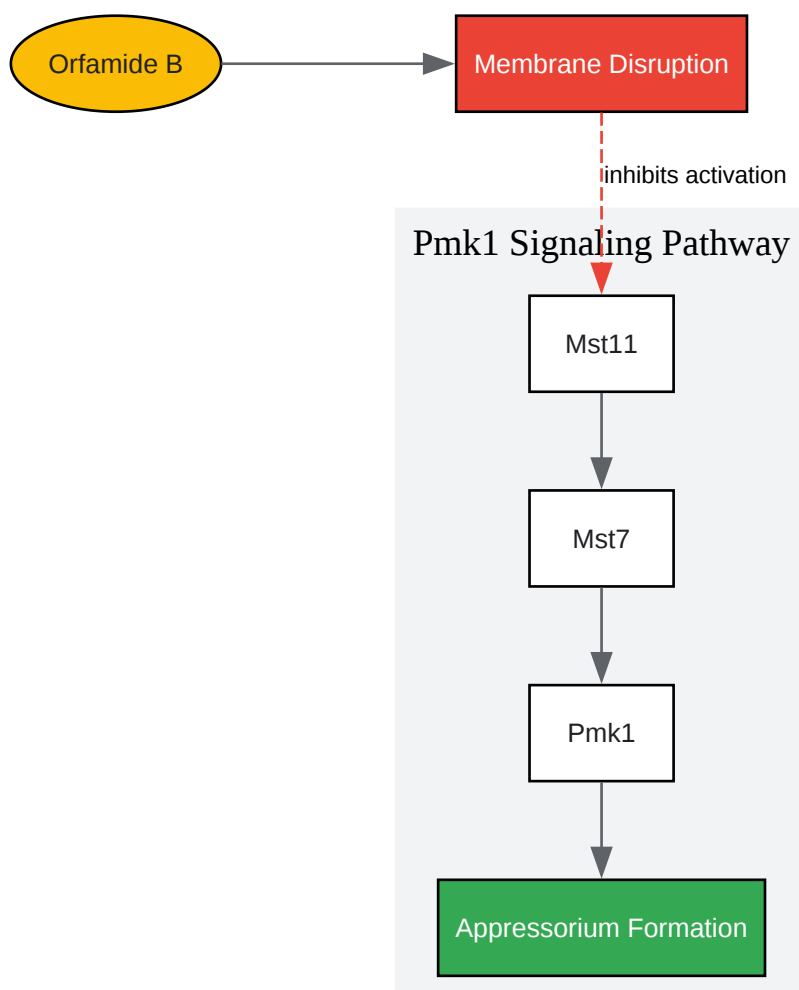 Orfamide B
Membrane Disruption
inhibits activation
Pmk1 Signaling Pathway
Mst11
Mst7
Pmk1
Appressorium Formation